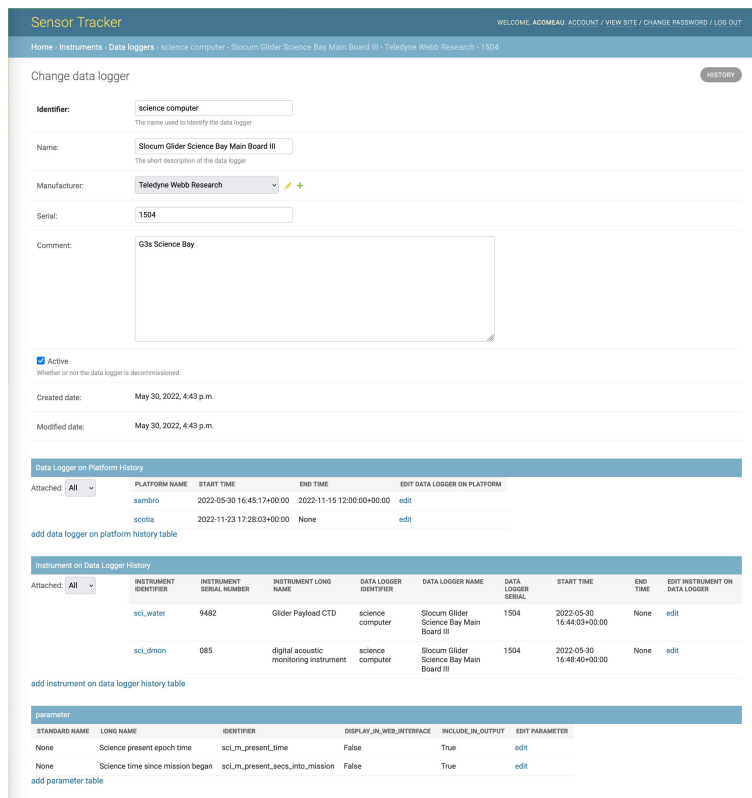 Sensor Tracker
WELCOME, ACOMEAU. ACCOUNT / VIEW SITE / CHANGE PASSWORD / LOG OUT
Home › Instruments › Data loggers › science computer - Slocum Glider Science Bay Main Board III - Teledyne Webb Research - 1504
Change data logger
HISTORY
Identifier: science computer
The name used to identify the data logger
Name: Slocum Glider Science Bay Main Board III
The short description of the data logger
Manufacturer: Teledyne Webb Research
Serial: 1504
Comment: G3s Science Bay
Active
Whether or not the data logger is decommissioned.
Created date: May 30, 2022, 4:43 p.m.
Modified date: May 30, 2022, 4:43 p.m.
Data Logger on Platform History
Attached: All
PLATFORM NAME START TIME END TIME EDIT DATA LOGGER ON PLATFORM
sambro 2022-05-30 16:45:17+00:00 2022-11-15 12:00:00+00:00 edit
scotia 2022-11-23 17:28:03+00:00 None edit
add data logger on platform history table
Instrument on Data Logger History
Attached: All
INSTRUMENT IDENTIFIER INSTRUMENT SERIAL NUMBER INSTRUMENT LONG NAME DATA LOGGER IDENTIFIER DATA LOGGER NAME DATA LOGGER SERIAL START TIME END TIME EDIT INSTRUMENT ON DATA LOGGER
sci_water 9482 Glider Payload CTD science computer Slocum Glider Science Bay Main Board III 1504 2022-05-30 16:44:03+00:00 None edit
sci_dmon 085 digital acoustic monitoring instrument science computer Slocum Glider Science Bay Main Board III 1504 2022-05-30 16:48:40+00:00 None edit
add instrument on data logger history table
parameter
STANDARD NAME LONG NAME IDENTIFIER DISPLAY_IN_WEB_INTERFACE INCLUDE_IN_OUTPUT EDIT PARAMETER
None Science present epoch time sci_m_present_time False True edit
None Science time since mission began sci_m_present_secs_into_mission False True edit
add parameter table